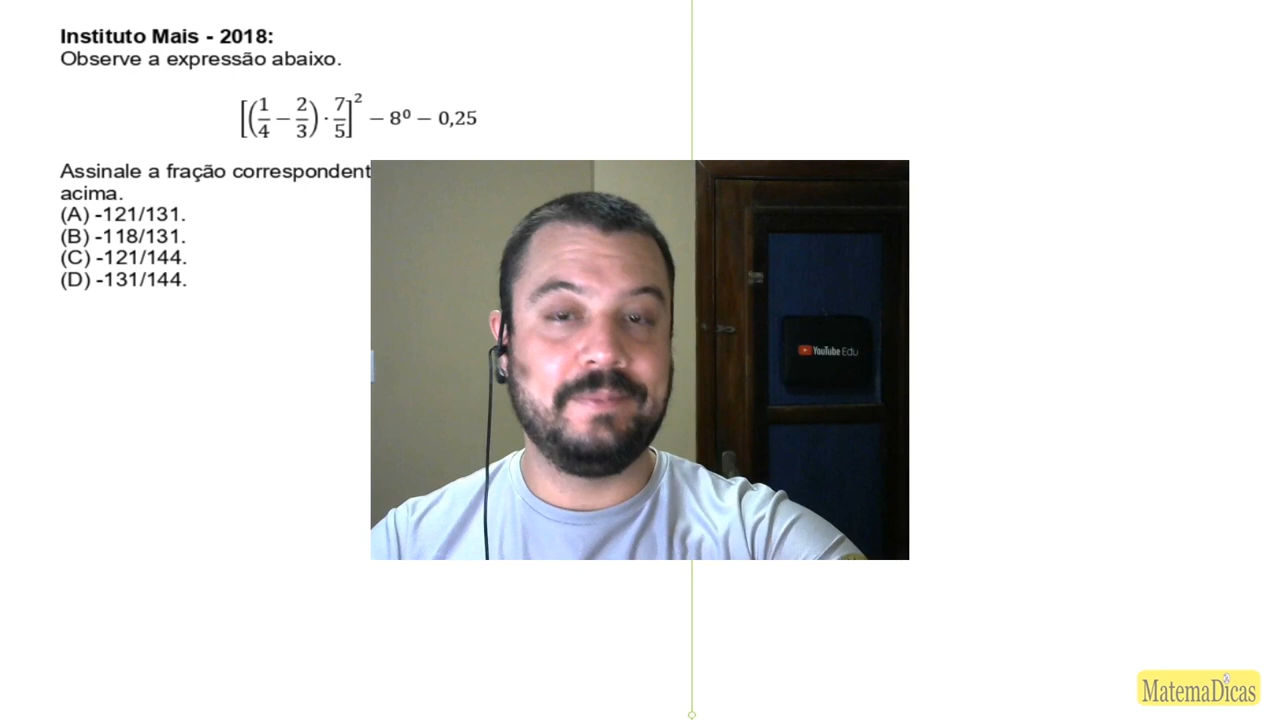 Instituto Mais - 2018:
Observe a expressão abaixo.
[(1/4 − 2/3) · 7/5]² − 8⁰ − 0,25
Assinale a fração
acima.
(A) -121/131.
(B) -118/131.
(C) -121/144.
(D) -131/144.
YouTube Edu
MatemaDicas